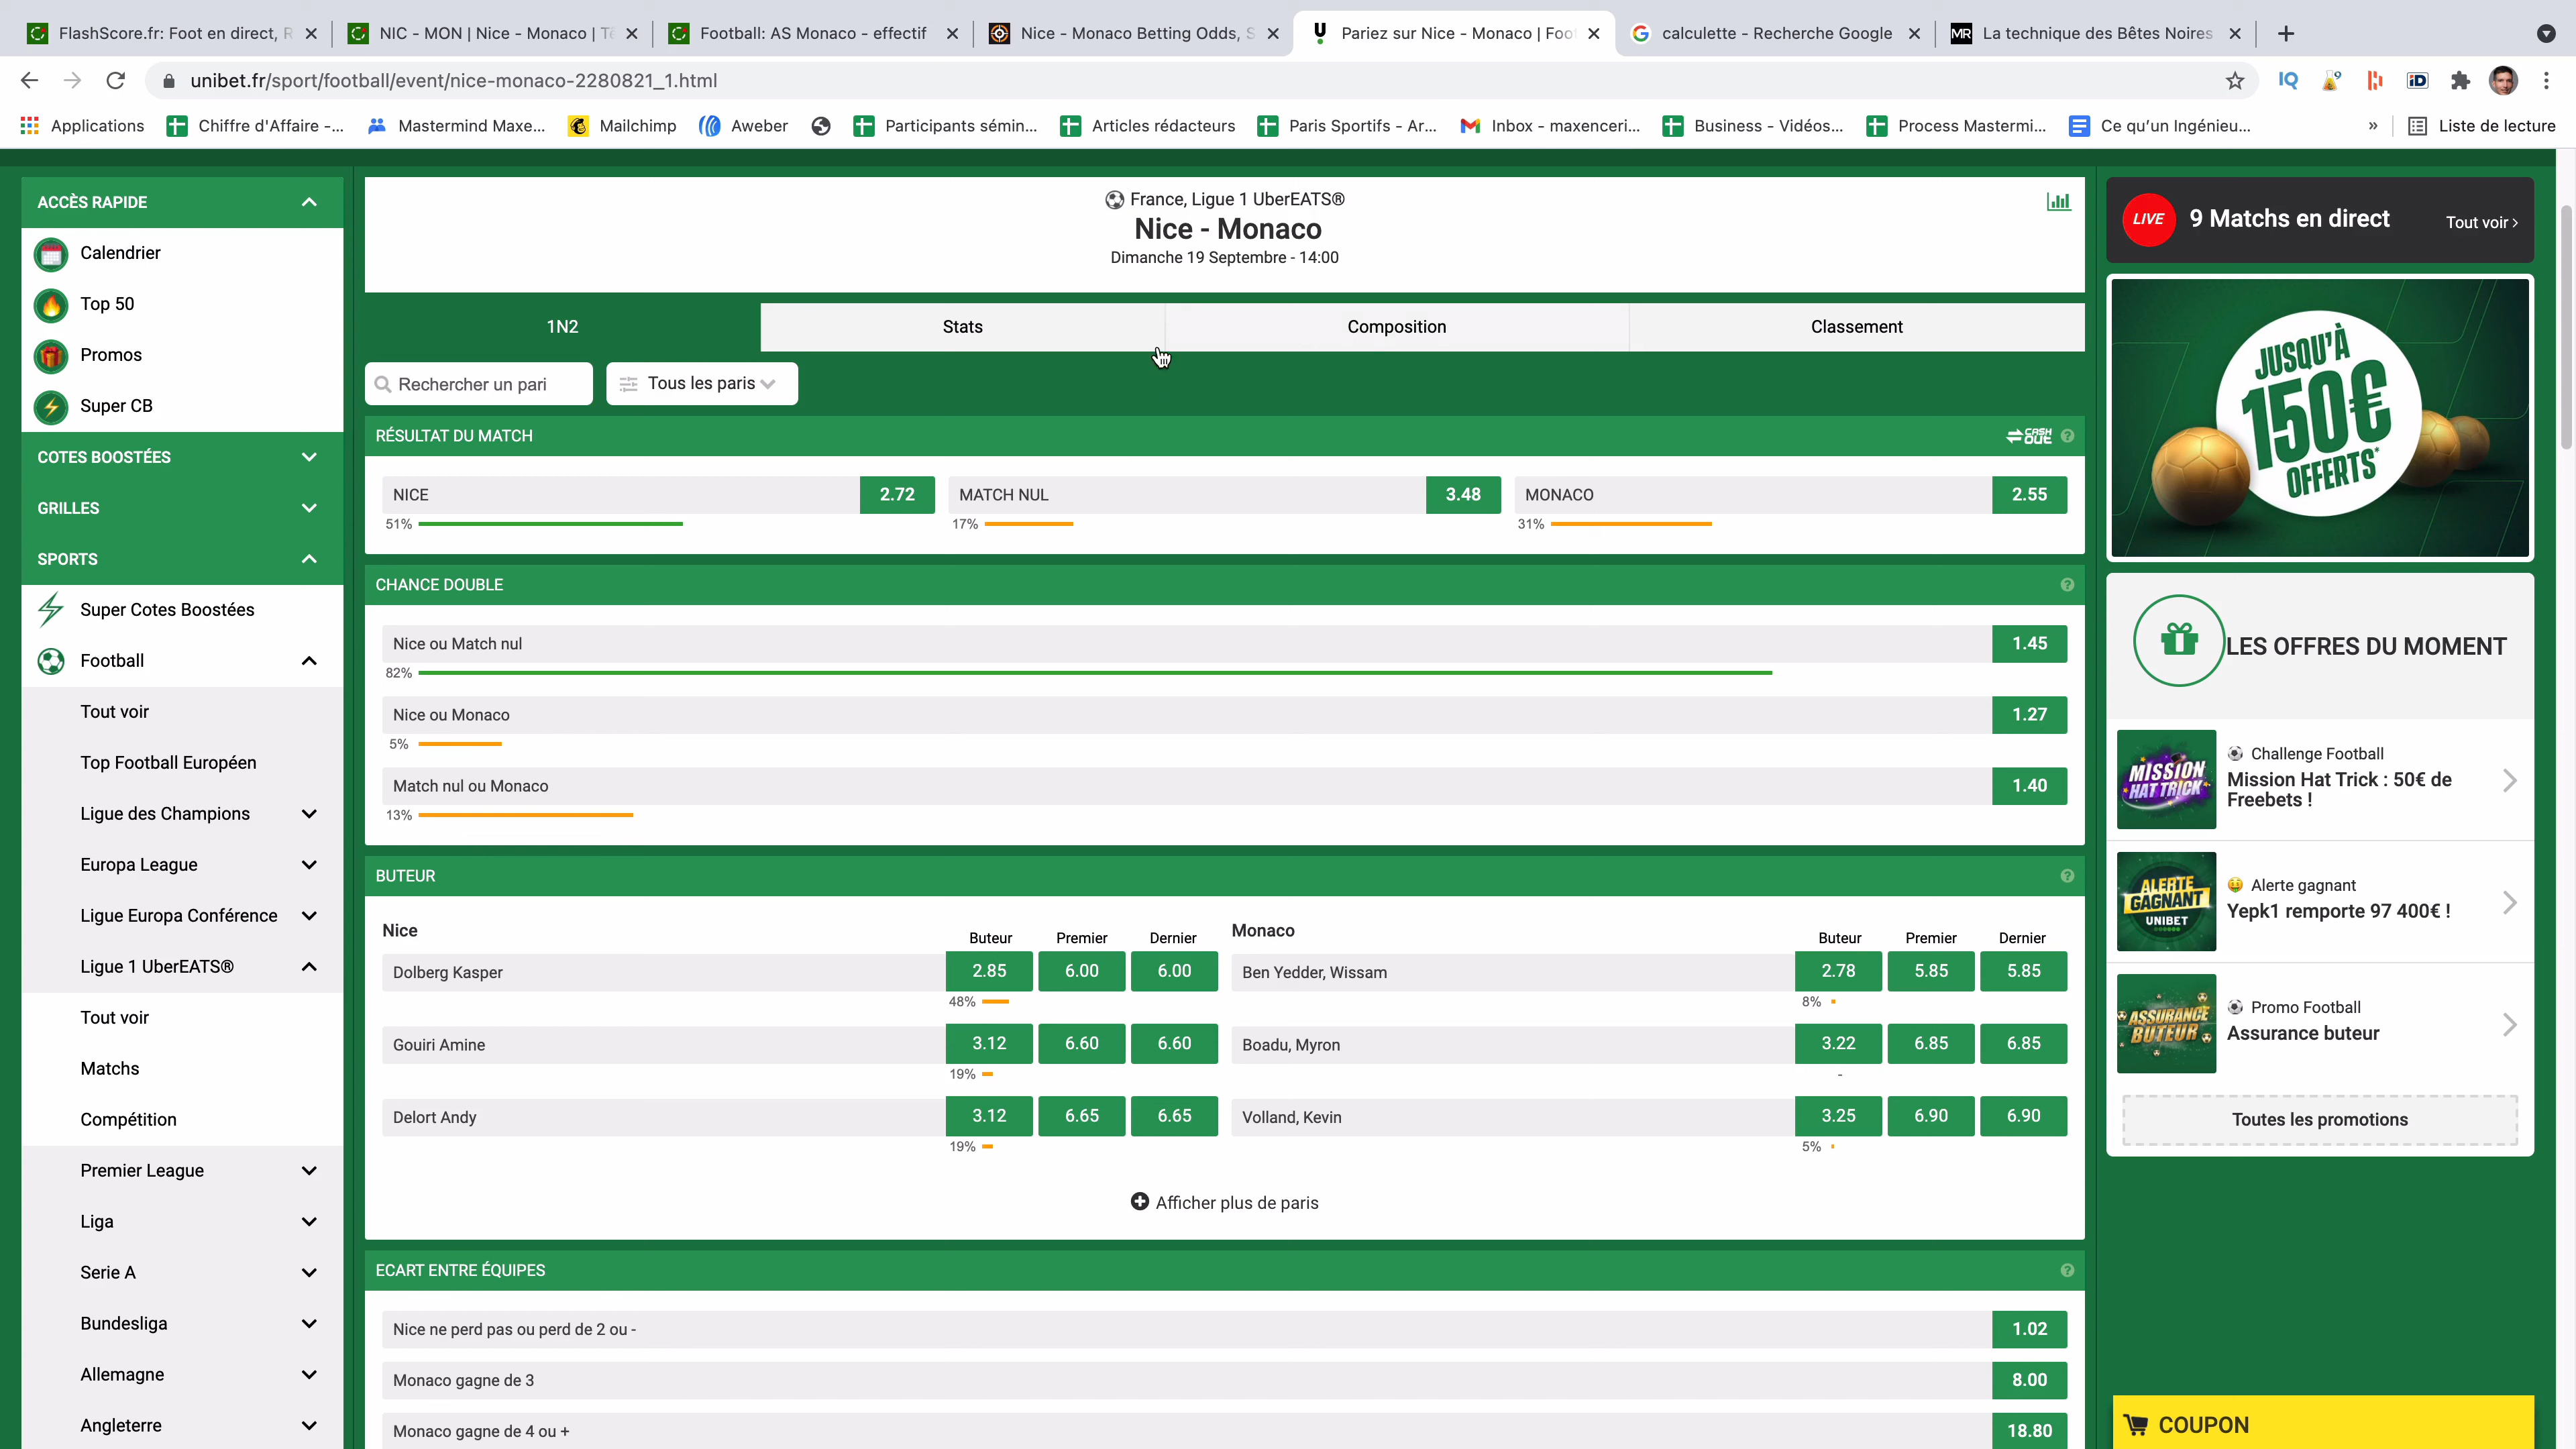 FlashScore.fr: Foot en direct, R
NIC - MON | Nice - Monaco | Té
Football: AS Monaco - effectif
Nice - Monaco Betting Odds, S
Pariez sur Nice - Monaco | Foot
calculette - Recherche Google
MR La technique des Bêtes Noires
unibet.fr/sport/football/event/nice-monaco-2280821_1.html
IQ
iD
Applications
Chiffre d'Affaire -...
Mastermind Maxe...
Mailchimp
Aweber
Participants sémin...
Articles rédacteurs
Paris Sportifs - Ar...
Inbox - maxenceri...
Business - Vidéos...
Process Mastermi...
Ce qu'un Ingénieu...
»
Liste de lecture
ACCÈS RAPIDE
Calendrier
Top 50
Promos
Super CB
COTES BOOSTÉES
GRILLES
SPORTS
Super Cotes Boostées
Football
Tout voir
Top Football Européen
Ligue des Champions
Europa League
Ligue Europa Conférence
Ligue 1 UberEATS®
Tout voir
Matchs
Compétition
Premier League
Liga
Serie A
Bundesliga
Allemagne
Angleterre
France, Ligue 1 UberEATS®
Nice - Monaco
Dimanche 19 Septembre - 14:00
1N2 Stats Composition Classement
Rechercher un pari
Tous les paris
RÉSULTAT DU MATCH CASH OUT ?
NICE 2.72 MATCH NUL 3.48 MONACO 2.55
51% 17% 31%
CHANCE DOUBLE ?
Nice ou Match nul 1.45
82%
Nice ou Monaco 1.27
5%
Match nul ou Monaco 1.40
13%
BUTEUR ?
Nice Buteur Premier Dernier Monaco Buteur Premier Dernier
Dolberg Kasper 2.85 6.00 6.00 Ben Yedder, Wissam 2.78 5.85 5.85
48% 8%
Gouiri Amine 3.12 6.60 6.60 Boadu, Myron 3.22 6.85 6.85
19% -
Delort Andy 3.12 6.65 6.65 Volland, Kevin 3.25 6.90 6.90
19% 5%
Afficher plus de paris
ECART ENTRE ÉQUIPES ?
Nice ne perd pas ou perd de 2 ou - 1.02
Monaco gagne de 3 8.00
Monaco gagne de 4 ou + 18.80
LIVE 9 Matchs en direct Tout voir ›
JUSQU'À
150€
OFFERTS*
LES OFFRES DU MOMENT
MISSION
HAT TRICK
Challenge Football
Mission Hat Trick : 50€ de
Freebets !
ALERTE
GAGNANT
UNIBET
Alerte gagnant
Yepk1 remporte 97 400€ !
ASSURANCE
BUTEUR
Promo Football
Assurance buteur
Toutes les promotions
COUPON